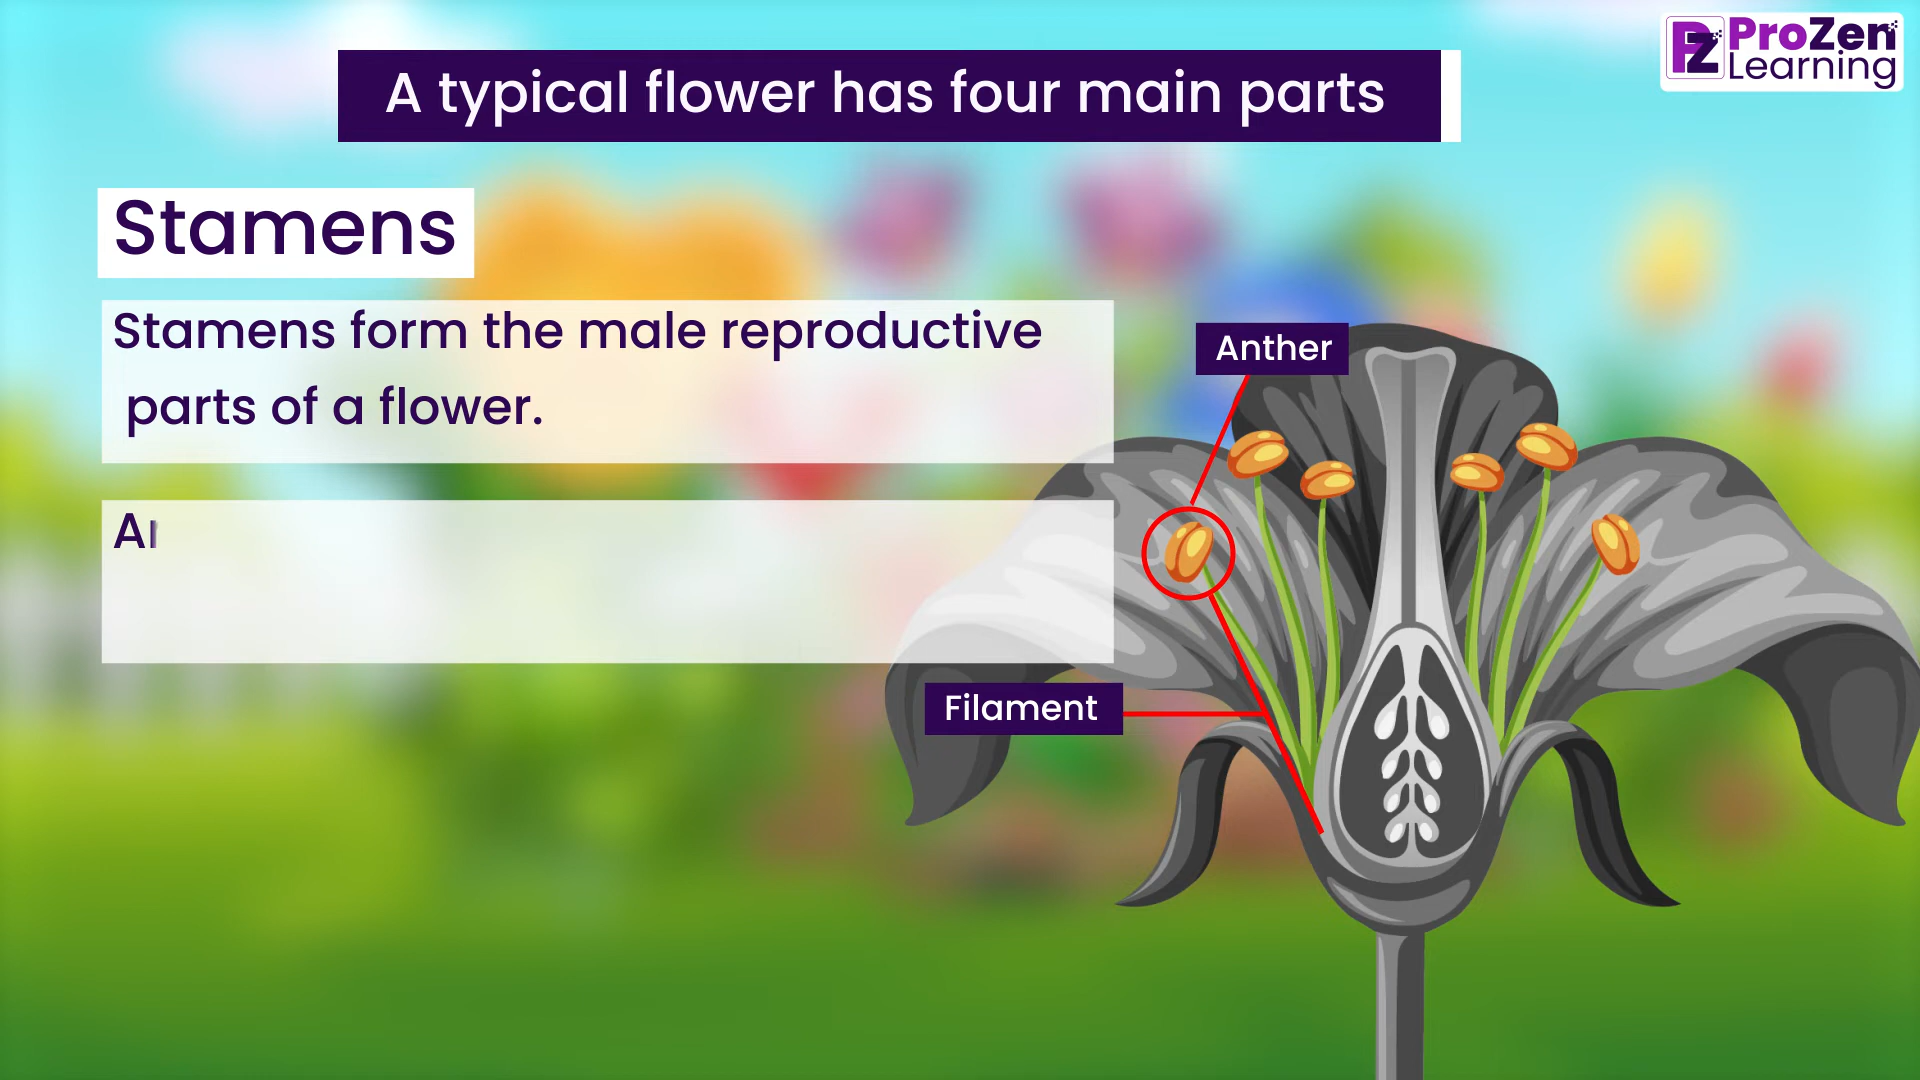 A typical flower has four main parts
PZ ProZen
Learning
Stamens
Stamens form the male reproductive
parts of a flower.
Anther
A
Filament